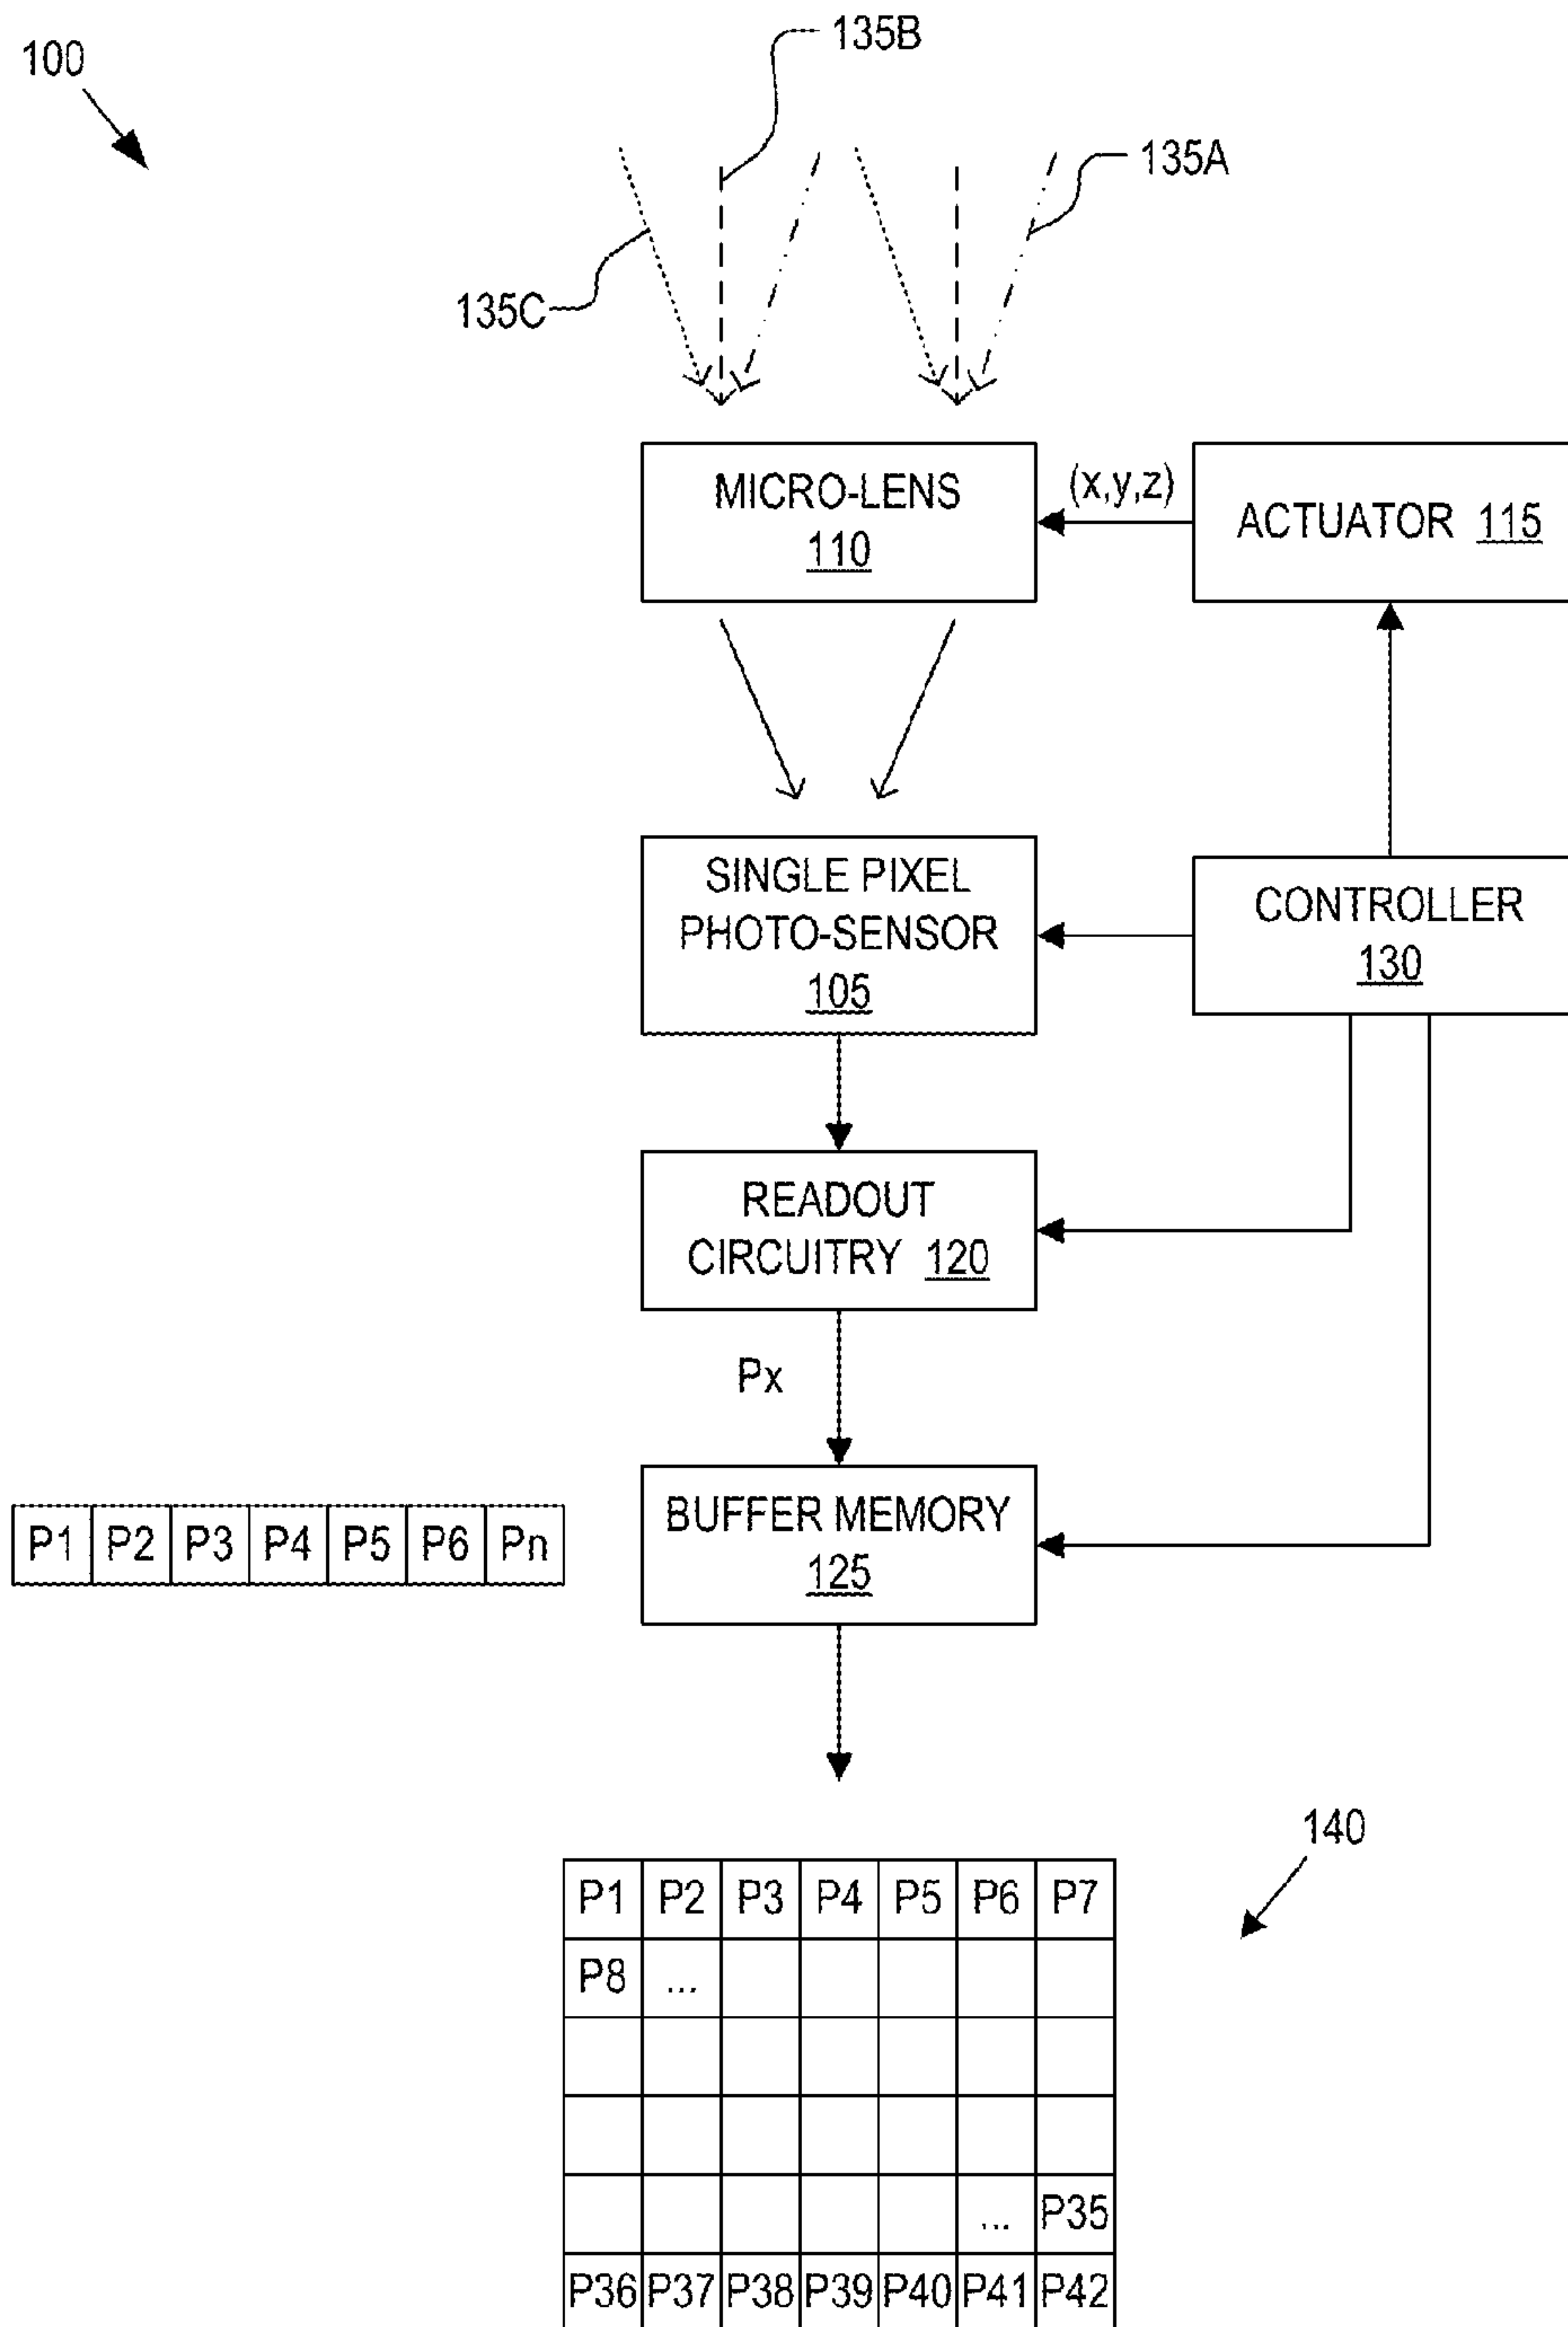 100
135B
135A
135C
MICRO-LENS
110
(x,y,z)
ACTUATOR 115
SINGLE PIXEL
PHOTO-SENSOR
105
CONTROLLER
130
READOUT
CIRCUITRY 120
Px
BUFFER MEMORY
125
P1 P2 P3 P4 P5 P6 Pn
140
P1 P2 P3 P4 P5 P6 P7
P8 ...
... P35
P36 P37 P38 P39 P40 P41 P42